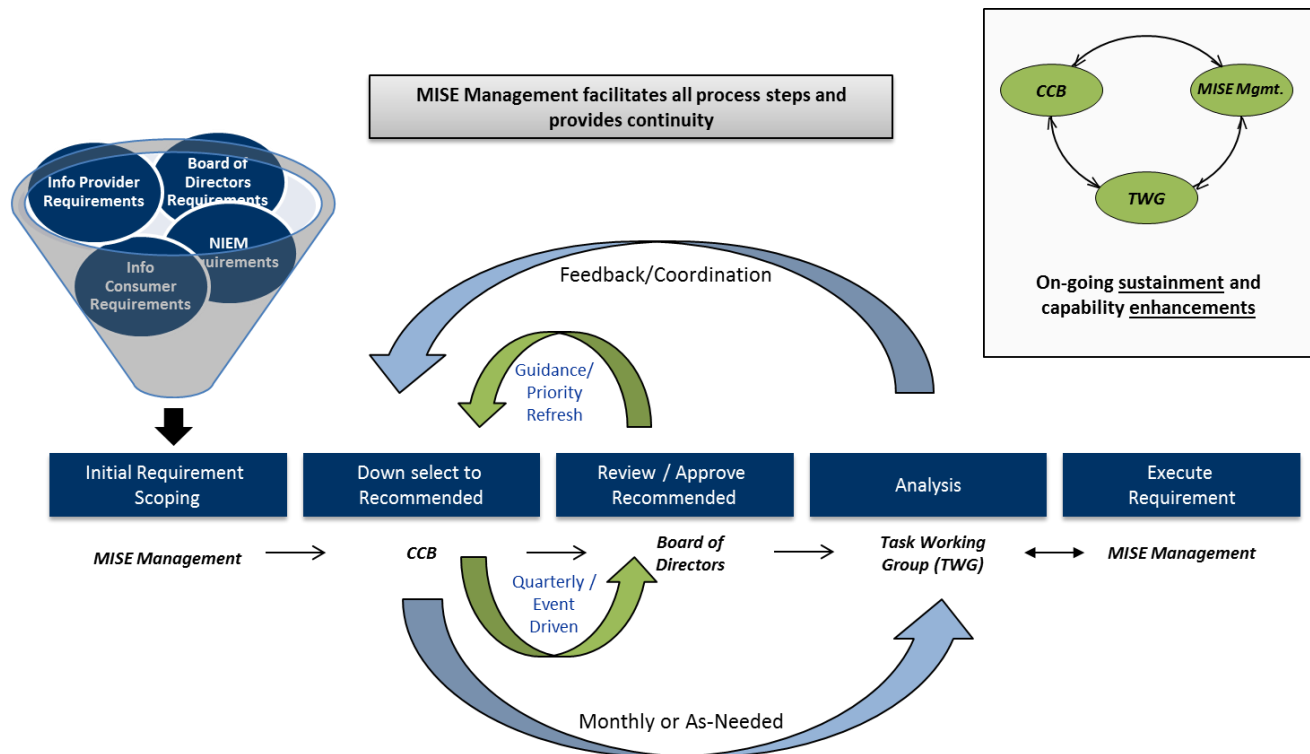 MISE Management facilitates all process steps and
provides continuity
CCB
MISE Mgmt.
TWG
On-going sustainment and
capability enhancements
Info Provider
Requirements
Board of
Directors
Requirements
NIEM
quirements
Info
Consumer
Requirements
Feedback/Coordination
Guidance/
Priority
Refresh
Initial Requirement
Scoping
Down select to
Recommended
Review / Approve
Recommended
Analysis
Execute
Requirement
MISE Management
CCB
Board of
Directors
Task Working
Group (TWG)
MISE Management
Quarterly /
Event
Driven
Monthly or As-Needed